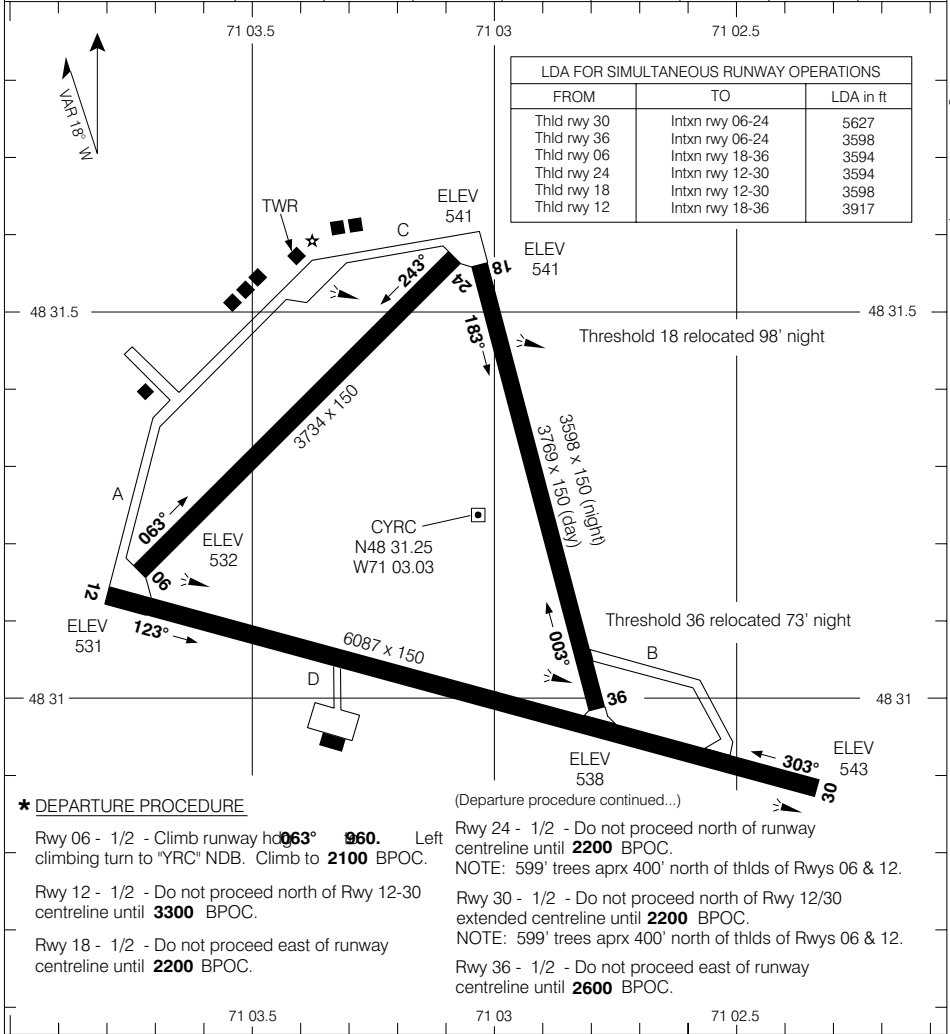 71 03.5
71 03
71 02.5
VAR 18° W
LDA FOR SIMULTANEOUS RUNWAY OPERATIONS
FROM TO LDA in ft
Thld rwy 30 Intxn rwy 06-24 5627
Thld rwy 36 Intxn rwy 06-24 3598
Thld rwy 06 Intxn rwy 18-36 3594
Thld rwy 24 Intxn rwy 12-30 3594
Thld rwy 18 Intxn rwy 12-30 3598
Thld rwy 12 Intxn rwy 18-36 3917
TWR
C
ELEV
541
ELEV
541
243°
24
18
183°
48 31.5
48 31.5
Threshold 18 relocated 98' night
3734 x 150
3598 x 150 (night)
3769 x 150 (day)
A
063°
06
ELEV
532
CYRC
N48 31.25
W71 03.03
12
ELEV
531
123°
6087 x 150
Threshold 36 relocated 73' night
003°
B
36
D
48 31
48 31
ELEV
538
303°
ELEV
543
30
* DEPARTURE PROCEDURE
Rwy 06 - 1/2 - Climb runway hdg 063° 960. Left
climbing turn to "YRC" NDB. Climb to 2100 BPOC.
Rwy 12 - 1/2 - Do not proceed north of Rwy 12-30
centreline until 3300 BPOC.
Rwy 18 - 1/2 - Do not proceed east of runway
centreline until 2200 BPOC.
(Departure procedure continued...)
Rwy 24 - 1/2 - Do not proceed north of runway
centreline until 2200 BPOC.
NOTE: 599' trees aprx 400' north of thlds of Rwys 06 & 12.
Rwy 30 - 1/2 - Do not proceed north of Rwy 12/30
extended centreline until 2200 BPOC.
NOTE: 599' trees aprx 400' north of thlds of Rwys 06 & 12.
Rwy 36 - 1/2 - Do not proceed east of runway
centreline until 2600 BPOC.
71 03.5
71 03
71 02.5